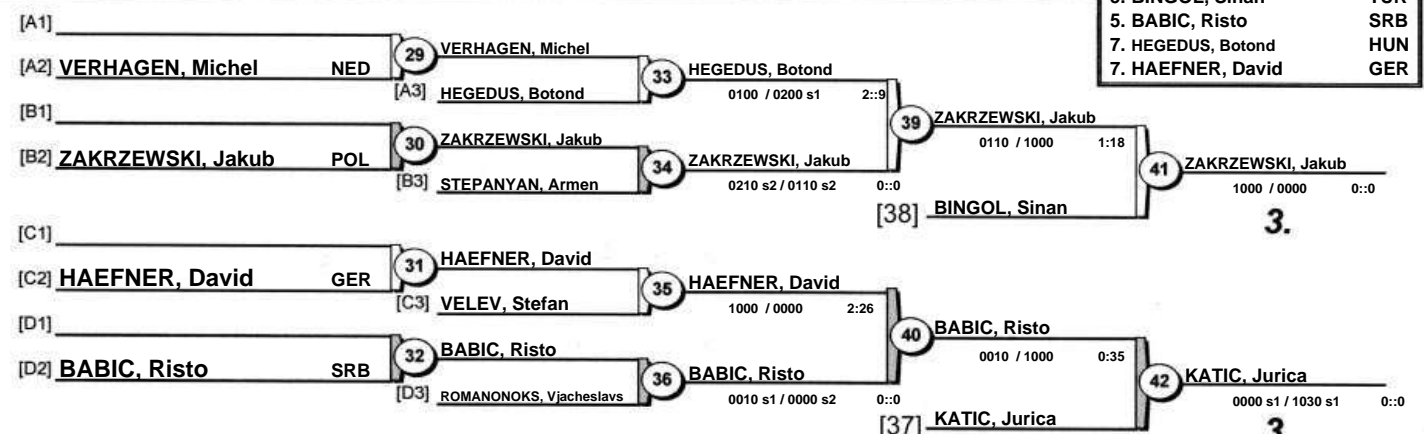 5. BINGOL, Sinan TUR
5. BABIC, Risto SRB
7. HEGEDUS, Botond HUN
7. HAEFNER, David GER
[A1]
[A2] VERHAGEN, Michel NED
29
VERHAGEN, Michel
[A3] HEGEDUS, Botond
33
HEGEDUS, Botond
0100 / 0200 s1 2::9
[B1]
[B2] ZAKRZEWSKI, Jakub POL
30
ZAKRZEWSKI, Jakub
[B3] STEPANYAN, Armen
34
ZAKRZEWSKI, Jakub
0210 s2 / 0110 s2 0::0
39
ZAKRZEWSKI, Jakub
0110 / 1000 1:18
[38] BINGOL, Sinan
41
ZAKRZEWSKI, Jakub
1000 / 0000 0::0
3.
[C1]
[C2] HAEFNER, David GER
31
HAEFNER, David
[C3] VELEV, Stefan
35
HAEFNER, David
1000 / 0000 2:26
[D1]
[D2] BABIC, Risto SRB
32
BABIC, Risto
[D3] ROMANONOKS, Vjacheslavs
36
BABIC, Risto
0010 s1 / 0000 s2 0::0
40
BABIC, Risto
0010 / 1000 0:35
[37] KATIC, Jurica
42
KATIC, Jurica
0000 s1 / 1030 s1 0::0
3